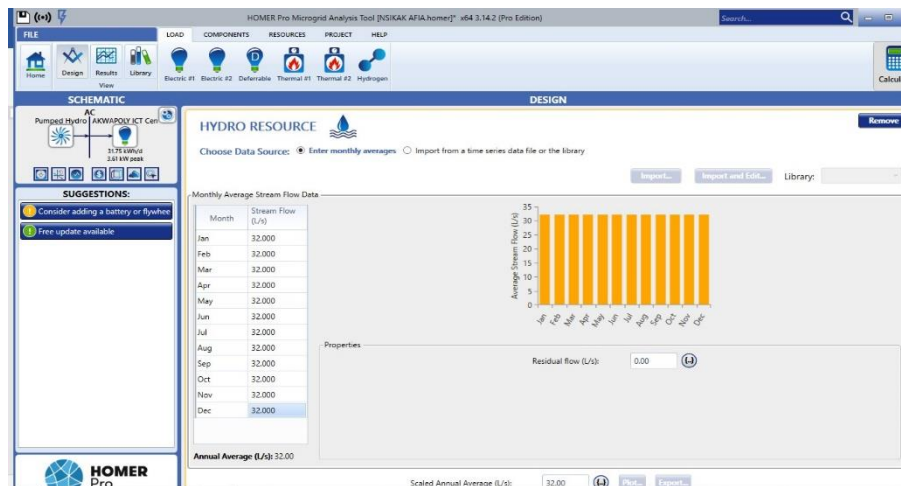 HOMER Pro Microgrid Analysis Tool [NSIKAK AFIA.homer]* x64 3.14.2 (Pro Edition)
Search...
FILE
LOAD COMPONENTS RESOURCES PROJECT HELP
Home Design Results Library
View
Electric #1 Electric #2 Deferrable Thermal #1 Thermal #2 Hydrogen
Calcul
SCHEMATIC
DESIGN
AC
Pumped Hydro AKWAPOLY ICT Cen
31.75 kWh/d
3.61 kW peak
SUGGESTIONS:
Consider adding a battery or flywhee
Free update available
HOMER
Pro
HYDRO RESOURCE
Remove
Choose Data Source: Enter monthly averages Import from a time series data file or the library
Import... Import and Edit... Library:
Monthly Average Stream Flow Data
Month Stream Flow (L/s)
Jan 32.000
Feb 32.000
Mar 32.000
Apr 32.000
May 32.000
Jun 32.000
Jul 32.000
Aug 32.000
Sep 32.000
Oct 32.000
Nov 32.000
Dec 32.000
Annual Average (L/s): 32.00
Average Stream Flow (L/s)
35
30
25
20
15
10
5
0
Jan Feb Mar Apr May Jun Jul Aug Sep Oct Nov Dec
Properties
Residual flow (L/s): 0.00 {..}
Scaled Annual Average (L/s): 32.00 {..} Plot... Export...